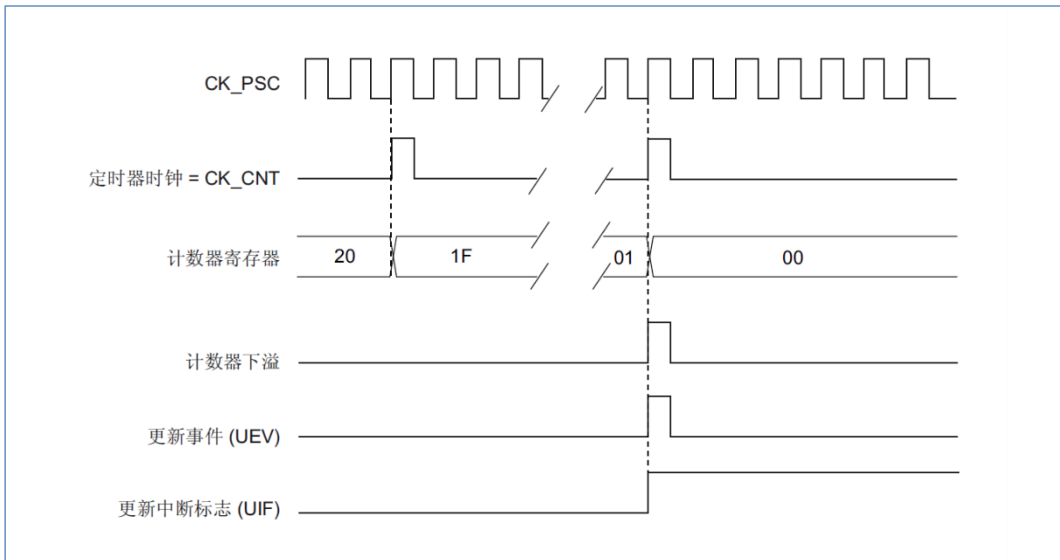 CK_PSC
定时器时钟 = CK_CNT
计数器寄存器 20 1F 01 00
计数器下溢
更新事件 (UEV)
更新中断标志 (UIF)